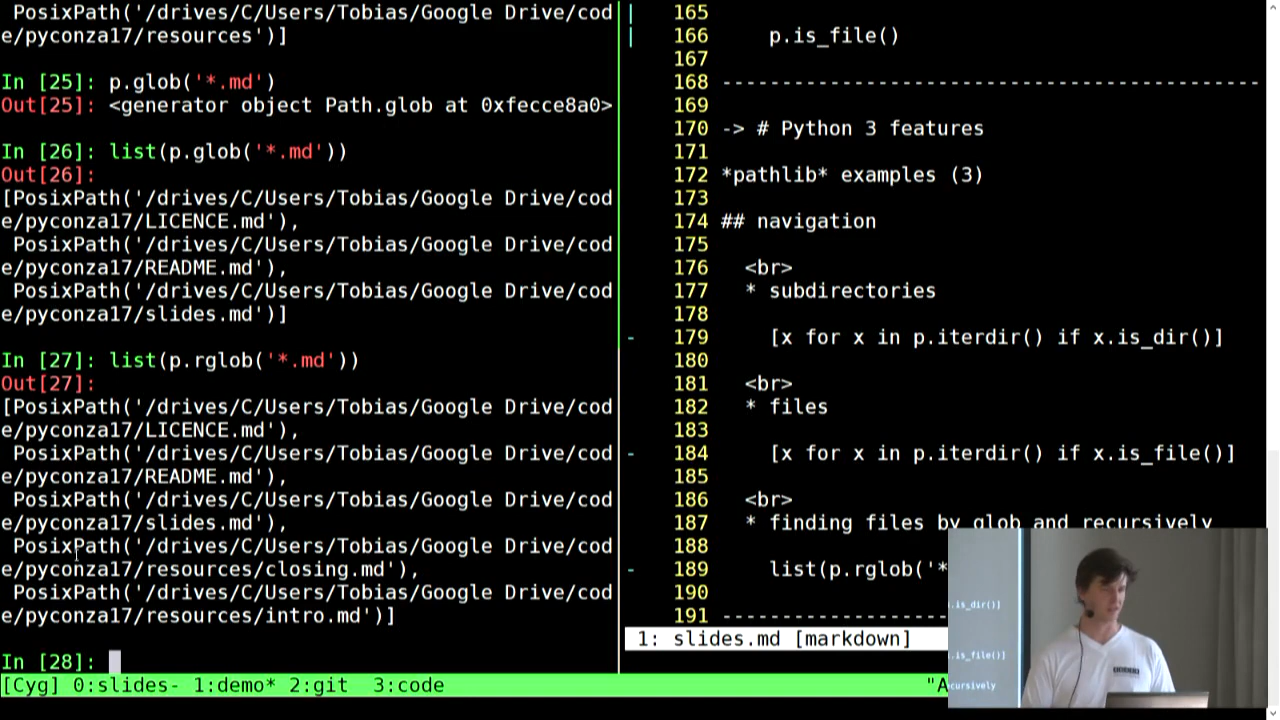 PosixPath('/drives/C/Users/Tobias/Google Drive/cod
e/pyconza17/resources')]
In [25]: p.glob('*.md')
Out[25]: <generator object Path.glob at 0xfecce8a0>
In [26]: list(p.glob('*.md'))
Out[26]:
[PosixPath('/drives/C/Users/Tobias/Google Drive/cod
e/pyconza17/LICENCE.md'),
PosixPath('/drives/C/Users/Tobias/Google Drive/cod
e/pyconza17/README.md'),
PosixPath('/drives/C/Users/Tobias/Google Drive/cod
e/pyconza17/slides.md')]
In [27]: list(p.rglob('*.md'))
Out[27]:
[PosixPath('/drives/C/Users/Tobias/Google Drive/cod
e/pyconza17/LICENCE.md'),
PosixPath('/drives/C/Users/Tobias/Google Drive/cod
e/pyconza17/README.md'),
PosixPath('/drives/C/Users/Tobias/Google Drive/cod
e/pyconza17/slides.md'),
PosixPath('/drives/C/Users/Tobias/Google Drive/cod
e/pyconza17/resources/closing.md'),
PosixPath('/drives/C/Users/Tobias/Google Drive/cod
e/pyconza17/resources/intro.md')]
In [28]:
165
166 p.is_file()
167
168 ---------------------------------------------
169
170 -> # Python 3 features
171
172 *pathlib* examples (3)
173
174 ## navigation
175
176 <br>
177 * subdirectories
178
179 [x for x in p.iterdir() if x.is_dir()]
180
181 <br>
182 * files
183
184 [x for x in p.iterdir() if x.is_file()]
185
186 <br>
187 * finding files by glob and recursively
188
189 list(p.rglob('*
190
191 -------------------
1: slides.md [markdown]
[Cyg] 0:slides- 1:demo* 2:git 3:code "A
.is_dir()]
.is_file()]
cursively